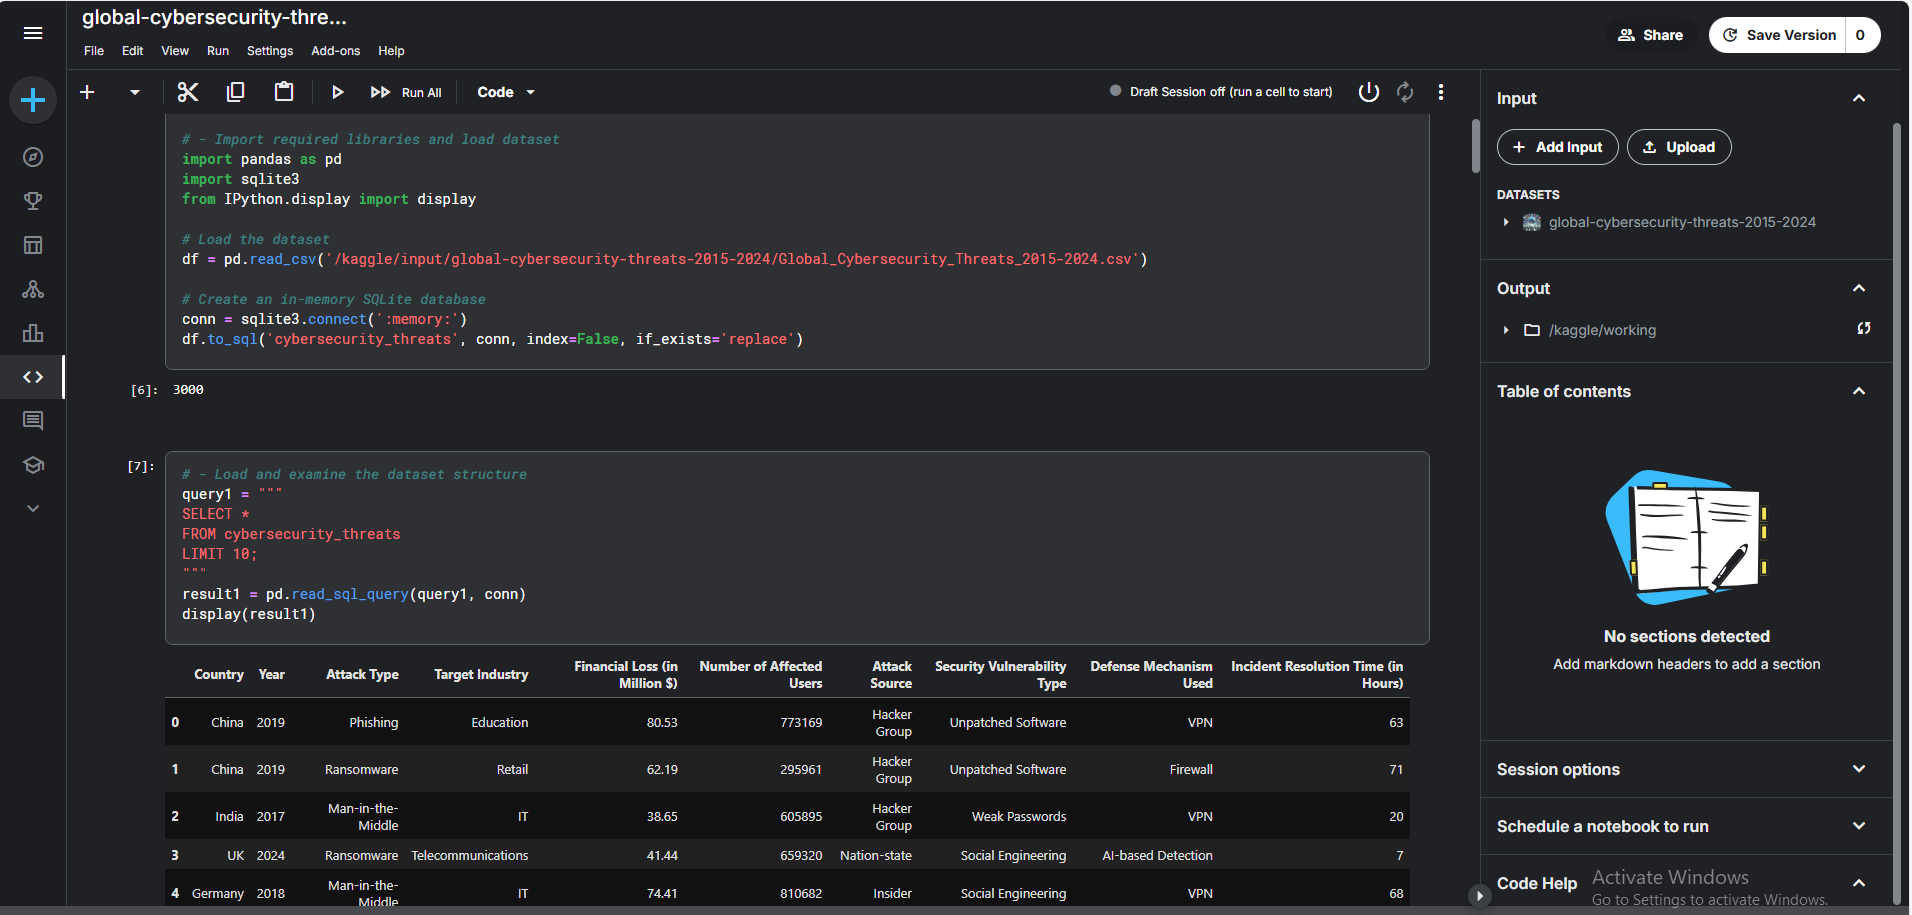 global-cybersecurity-thre...
File Edit View Run Settings Add-ons Help
Share
Save Version 0
Run All
Code
Draft Session off (run a cell to start)
# - Import required libraries and load dataset
import pandas as pd
import sqlite3
from IPython.display import display
# Load the dataset
df = pd.read_csv('/kaggle/input/global-cybersecurity-threats-2015-2024/Global_Cybersecurity_Threats_2015-2024.csv')
# Create an in-memory SQLite database
conn = sqlite3.connect(':memory:')
df.to_sql('cybersecurity_threats', conn, index=False, if_exists='replace')
[6]: 3000
[7]:
# - Load and examine the dataset structure
query1 = """
SELECT *
FROM cybersecurity_threats
LIMIT 10;
"""
result1 = pd.read_sql_query(query1, conn)
display(result1)
Country Year Attack Type Target Industry Financial Loss (in Million $) Number of Affected Users Attack Source Security Vulnerability Type Defense Mechanism Used Incident Resolution Time (in Hours)
0 China 2019 Phishing Education 80.53 773169 Hacker Group Unpatched Software VPN 63
1 China 2019 Ransomware Retail 62.19 295961 Hacker Group Unpatched Software Firewall 71
2 India 2017 Man-in-the-Middle IT 38.65 605895 Hacker Group Weak Passwords VPN 20
3 UK 2024 Ransomware Telecommunications 41.44 659320 Nation-state Social Engineering AI-based Detection 7
4 Germany 2018 Man-in-the-Middle IT 74.41 810682 Insider Social Engineering VPN 68
Input
Add Input
Upload
DATASETS
global-cybersecurity-threats-2015-2024
Output
/kaggle/working
Table of contents
No sections detected
Add markdown headers to add a section
Session options
Schedule a notebook to run
Code Help
Activate Windows
Go to Settings to activate Windows.